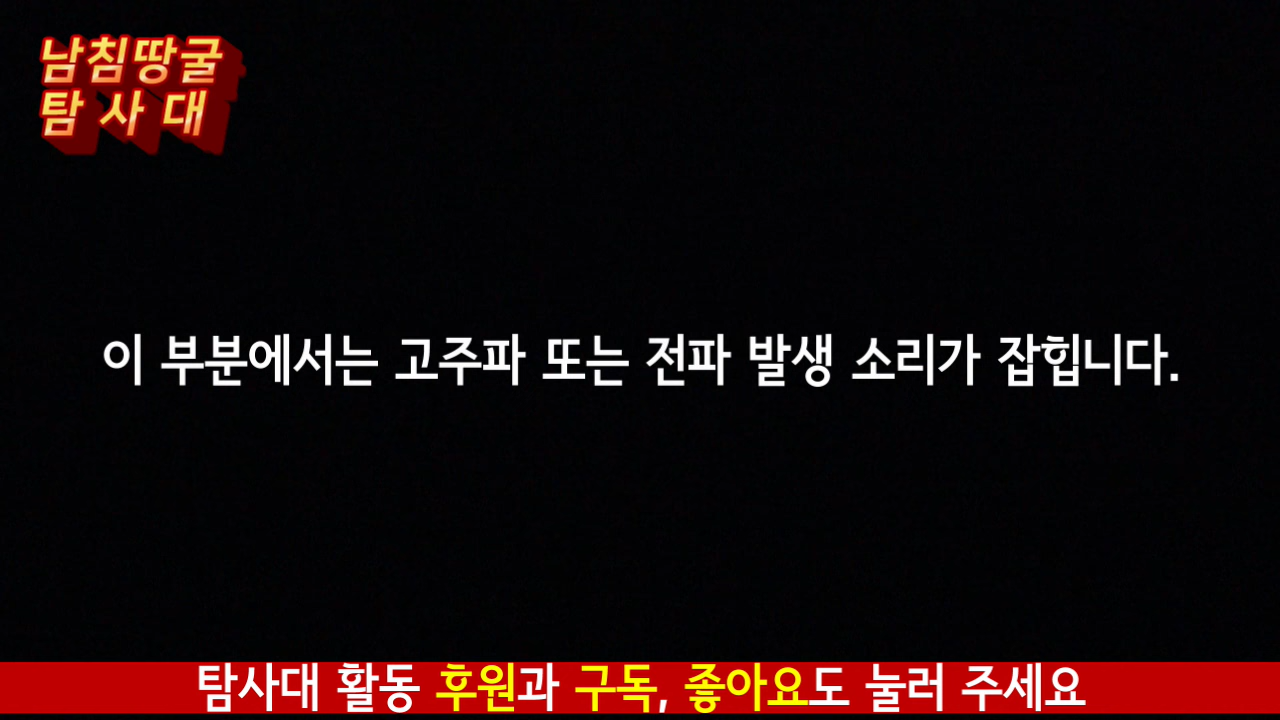 남침땅굴
탐사대
이 부분에서는 고주파 또는 전파 발생 소리가 잡힙니다.
탐사대 활동 후원과 구독, 좋아요도 눌러 주세요